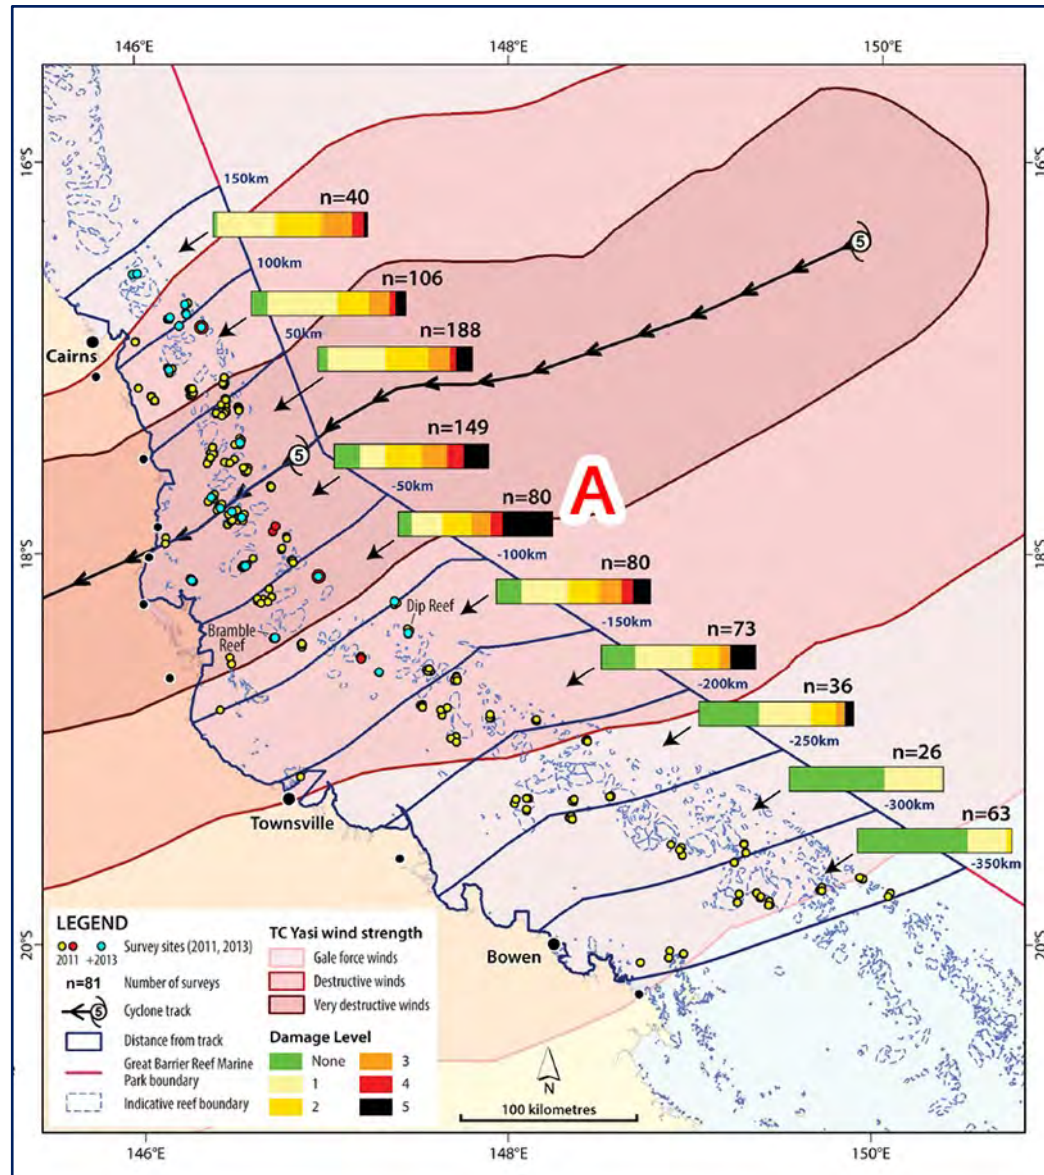 146°E
148°E
150°E
16°S
16°S
150km
n=40
100km
n=106
50km
n=188
Cairns
n=149
-50km
A
n=80
18°S
18°S
-100km
n=80
Dip Reef
-150km
Bramble
Reef
n=73
-200km
n=36
-250km
n=26
-300km
Townsville
n=63
-350km
LEGEND
Survey sites (2011, 2013)
2011 +2013
n=81 Number of surveys
5 Cyclone track
Distance from track
Great Barrier Reef Marine
Park boundary
Indicative reef boundary
TC Yasi wind strength
Gale force winds
Destructive winds
Very destructive winds
Damage Level
None 3
1 4
2 5
Bowen
20°S
20°S
N
100 kilometres
5
5
146°E
148°E
150°E